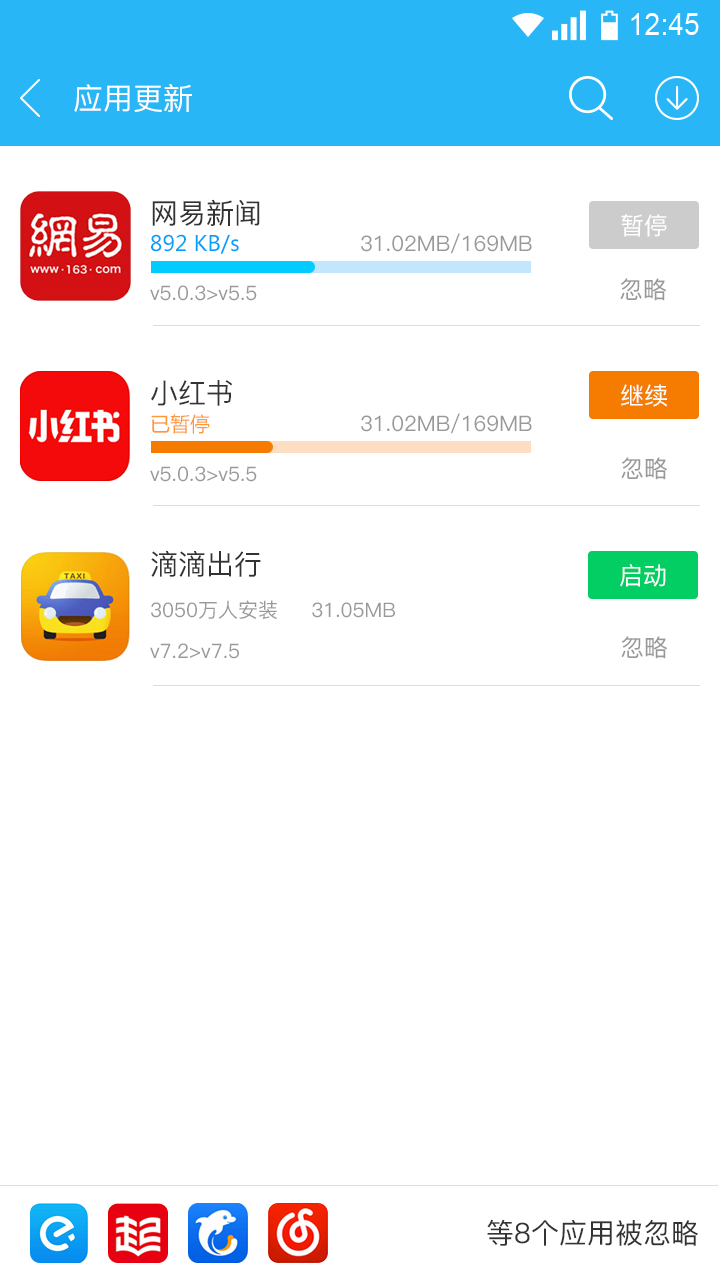 12:45
应用更新
網易
www·163·com
网易新闻
892 KB/s 31.02MB/169MB
v5.0.3>v5.5
暂停
忽略
小红书
小红书
已暂停 31.02MB/169MB
v5.0.3>v5.5
继续
忽略
TAXI
滴滴出行
3050万人安装 31.05MB
v7.2>v7.5
启动
忽略
等8个应用被忽略